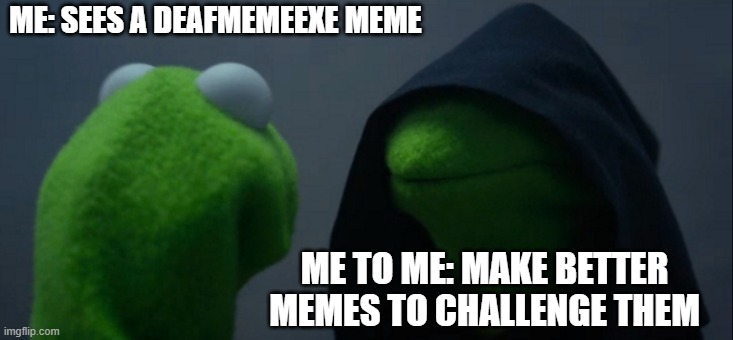 ME: SEES A DEAFMEMEEXE MEME
ME TO ME: MAKE BETTER
MEMES TO CHALLENGE THEM
imgflip.com